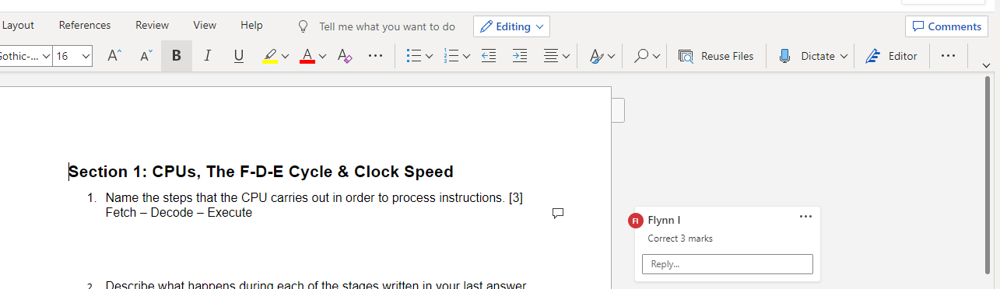 Layout References Review View Help Tell me what you want to do Editing Comments
Gothic-... 16 A A B I U A A ... Reuse Files Dictate Editor ...
Section 1: CPUs, The F-D-E Cycle & Clock Speed
1. Name the steps that the CPU carries out in order to process instructions. [3]
Fetch – Decode – Execute
FI Flynn I ...
Correct 3 marks
Reply...
2. Describe what happens during each of the stages written in your last answer